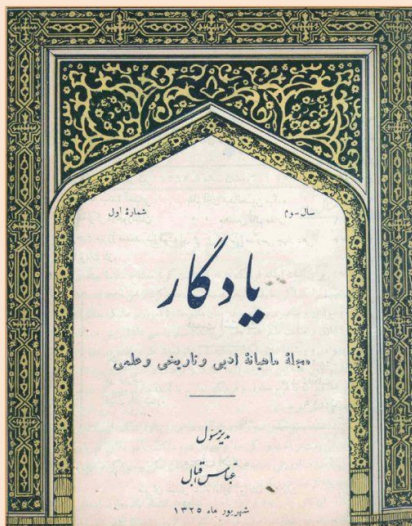 سال سوم شمارهٔ اول
یادگار
مجلهٔ ماهیانهٔ ادبی و تاریخی و علمی
مدیر مسئول
عباس اقبال
شهریور ماه ۱۳۲۵